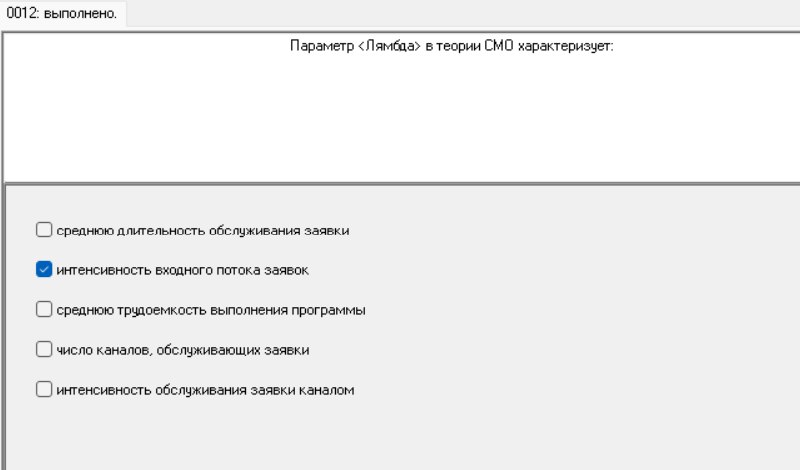 0012: выполнено.
Параметр <Лямбда> в теории СМО характеризует:
среднюю длительность обслуживания заявки
интенсивность входного потока заявок
среднюю трудоемкость выполнения программы
число каналов, обслуживающих заявки
интенсивность обслуживания заявки каналом